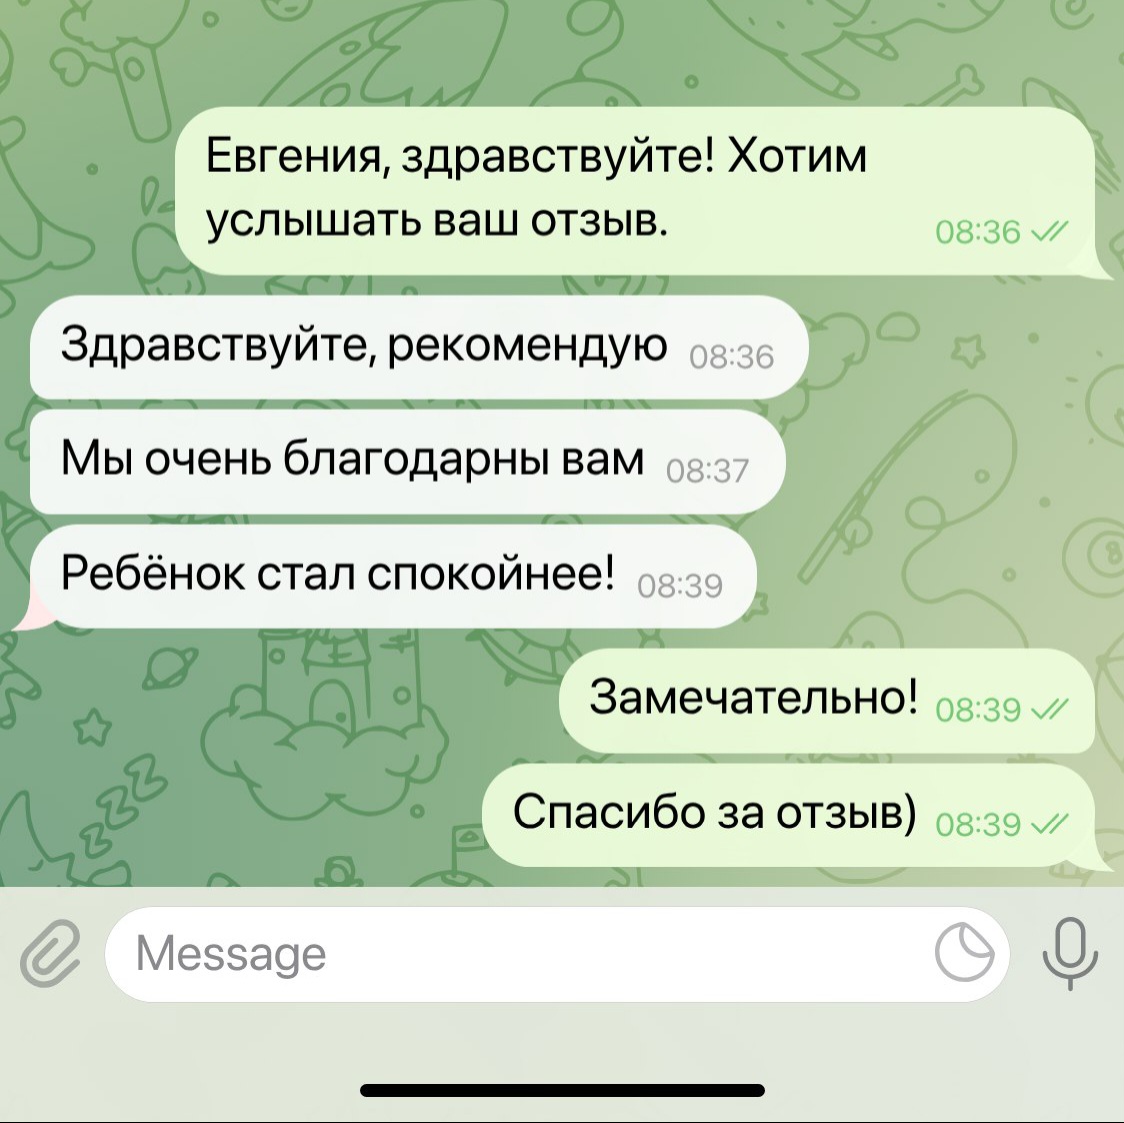 Евгения, здравствуйте! Хотим
услышать ваш отзыв.
08:36
Здравствуйте, рекомендую 08:36
Мы очень благодарны вам 08:37
Ребёнок стал спокойнее! 08:39
Замечательно! 08:39
Спасибо за отзыв) 08:39
Message